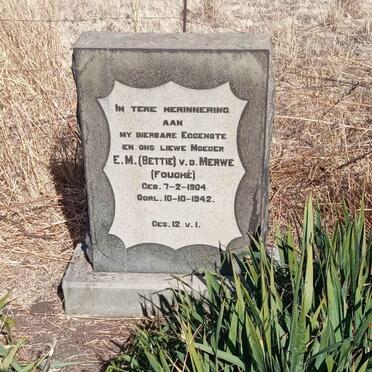 In tere herinnering
aan
my dierbare Eggenote
en ons liewe Moeder
E.M. (Bettie) v.d. Merwe
(Fouché)
Geb. 7-2-1904
Oorl. 10-10-1942.
Ges. 12 v. 1.